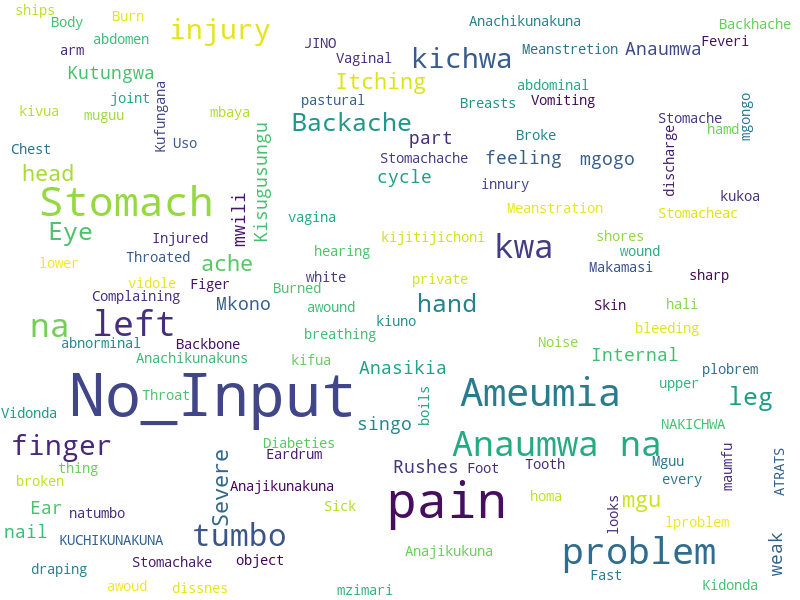 ships
Burn
Anachikunakuna
Body
injury
Backhache
abdomen
JINO
Feveri
arm
Vaginal
kichwa
Meanstretion
Anaumwa
Kutungwa
Itching
abdominal
joint
pastural
Breasts
Vomiting
kivua
muguu
Kufungana
mbaya
mgongo
Backache
Stomache
hamd
Chest
Uso
part
Broke
discharge
Stomachache
feeling
mgogo
head
Kisugusungu
cycle
innury
kukoa
Stomach
mwili
vagina
Meanstration
Stomacheac
Eye
Injured
kijitijichoni
kwa
shores
hearing
wound
lower
Throated
ache
Makamasi
sharp
vidole
Figer
white
private
Complaining
Mkono
Burned
awound
hand
Skin
hali
na
left
kiuno
breathing
bleeding
abnorminal
Backbone
Noise
Internal
Anachikunakuns
kifua
Anasikia
plobrem
No_Input
Throat
Ameumia
upper
leg
Vidonda
boils
singo
NAKICHWA
finger
Diabeties
Anaumwa na
Eardrum
maumfu
thing
Severe
Rushes
Foot
Tooth
Mguu
ATRATS
broken
Anajikunakuna
every
Ear
natumbo
Sick
pain
homa
looks
mgu
nail
tumbo
lproblem
KUCHIKUNAKUNA
Anajikukuna
problem
weak
draping
Stomachake
object
Fast
awoud
dissnes
mzimari
Kidonda